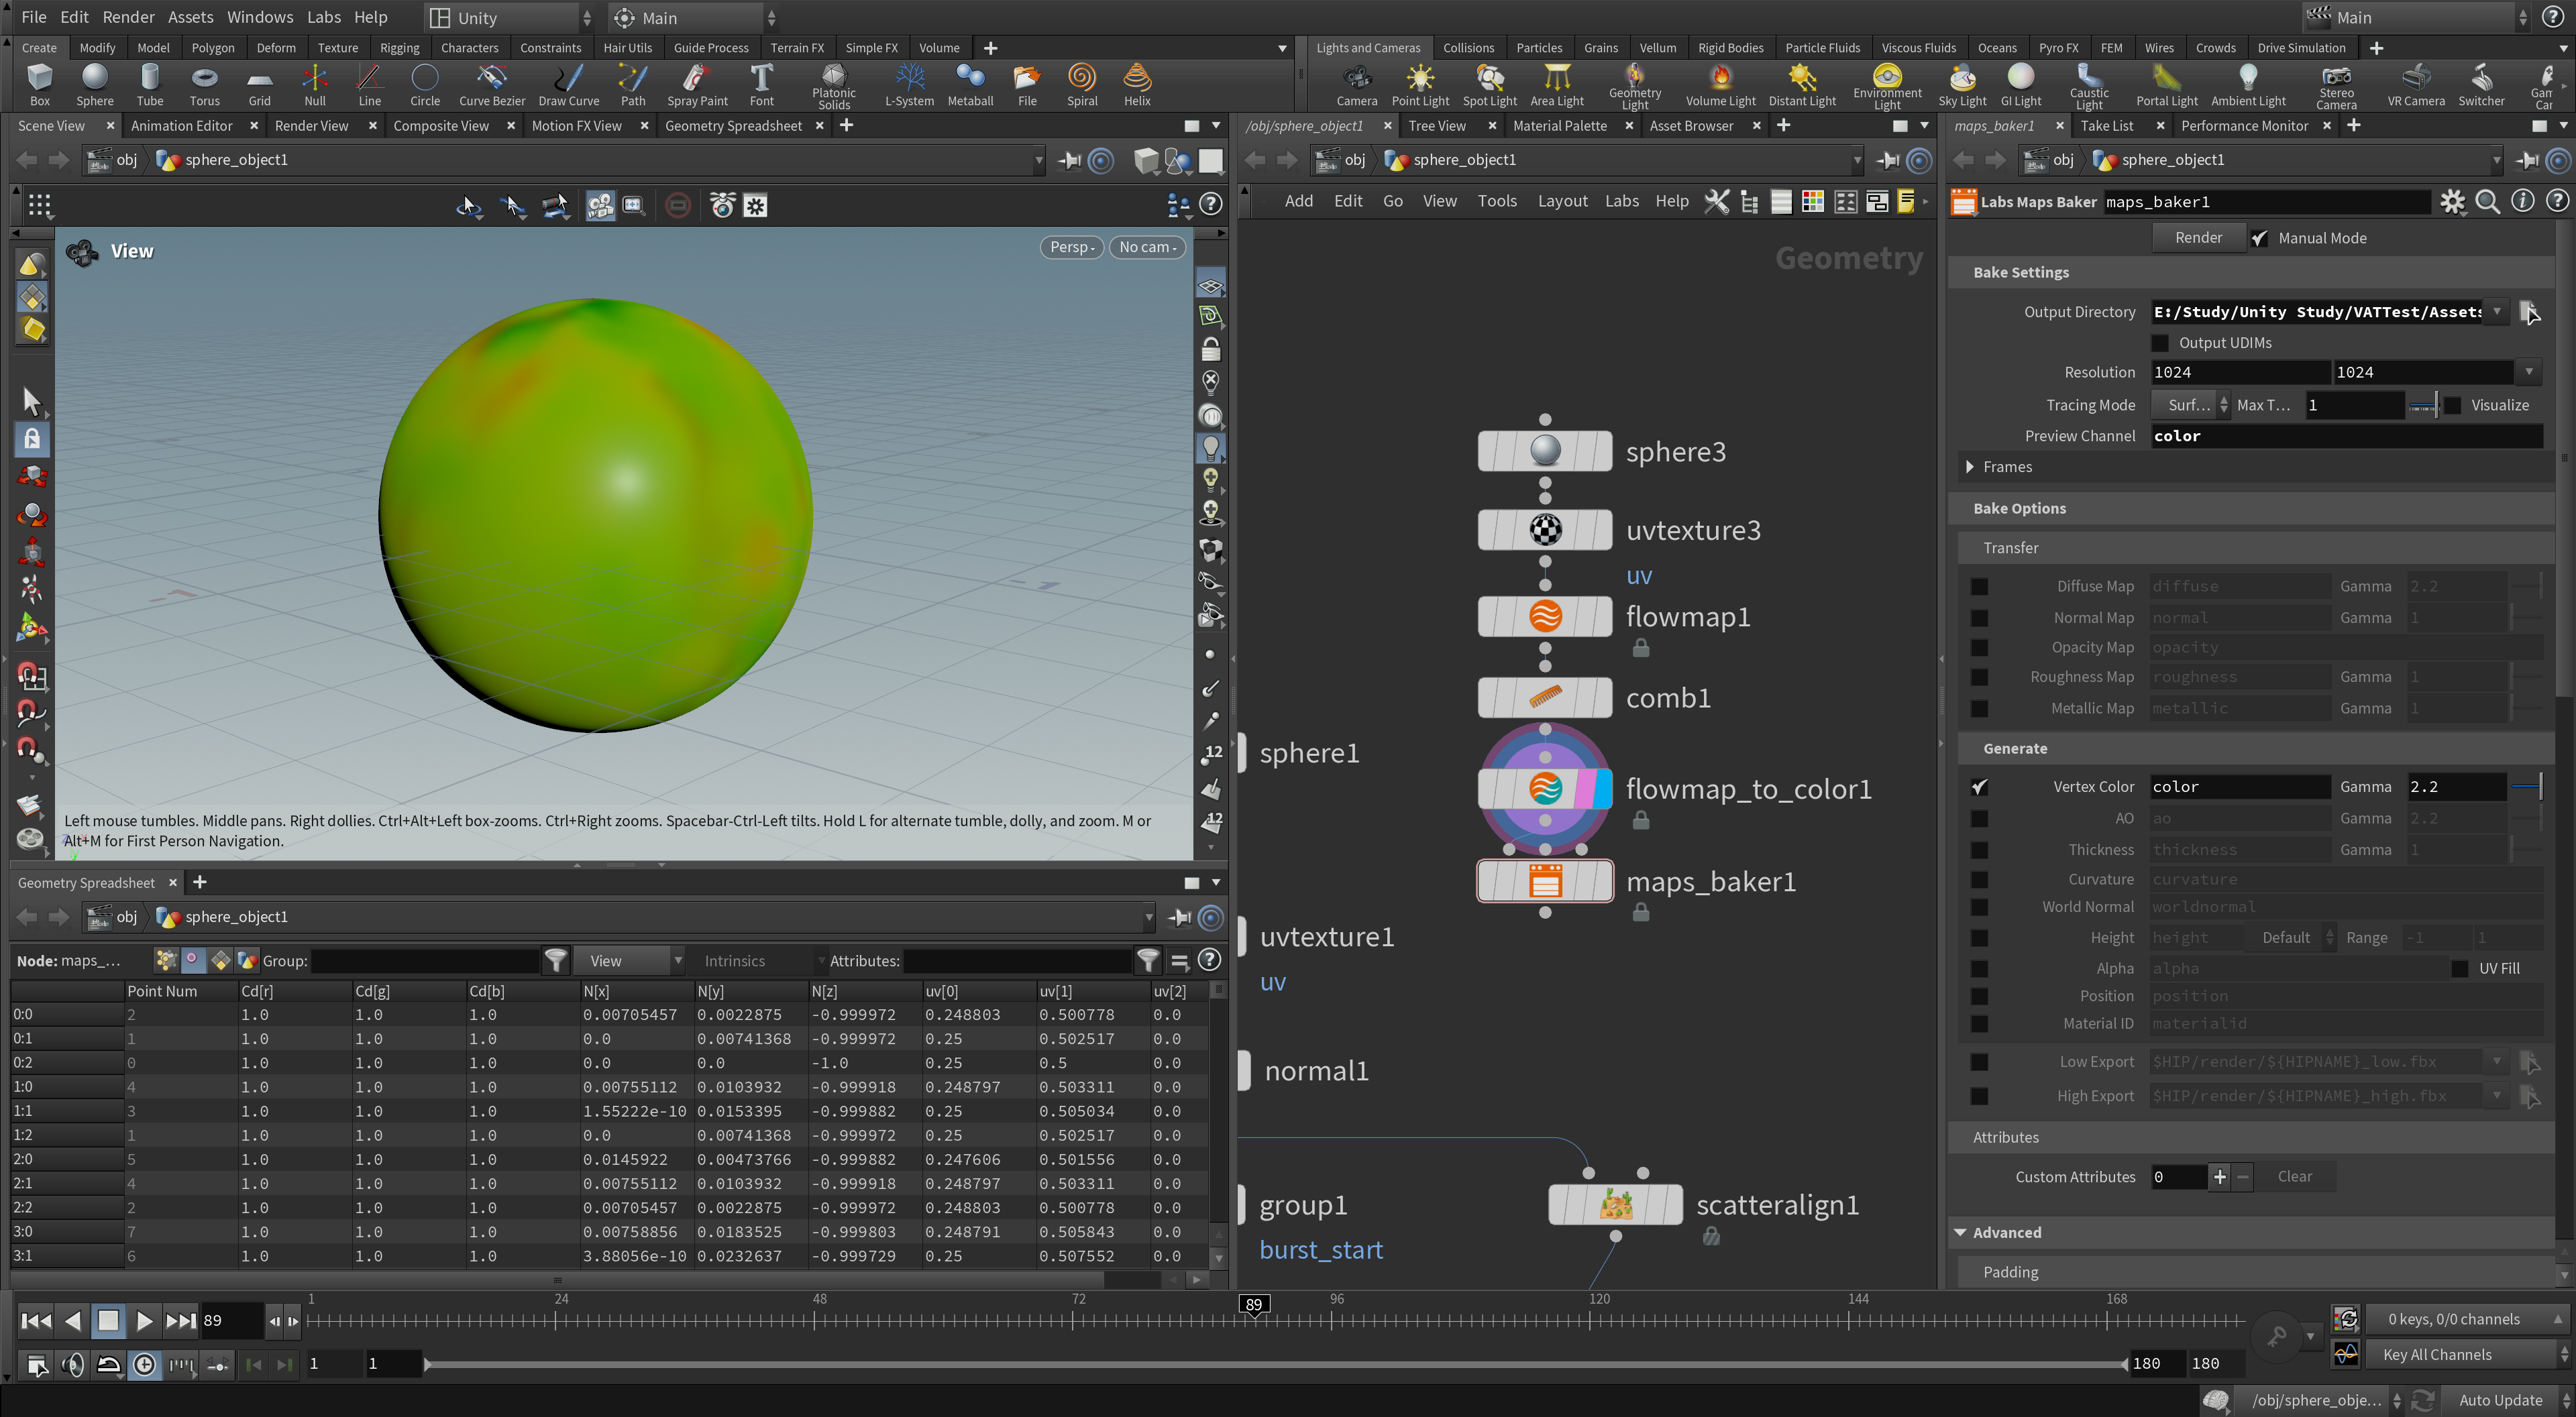 File Edit Render Assets Windows Labs Help Unity Main Main
Create Modify Model Polygon Deform Texture Rigging Characters Constraints Hair Utils Guide Process Terrain FX Simple FX Volume
Lights and Cameras Collisions Particles Grains Vellum Rigid Bodies Particle Fluids Viscous Fluids Oceans Pyro FX FEM Wires Crowds Drive Simulation
Box Sphere Tube Torus Grid Null Line Circle Curve Bezier Draw Curve Path Spray Paint Font Platonic Solids L-System Metaball File Spiral Helix
Camera Point Light Spot Light Area Light Geometry Light Volume Light Distant Light Environment Light Sky Light GI Light Caustic Light Portal Light Ambient Light Stereo Camera VR Camera Switcher
Scene View Animation Editor Render View Composite View Motion FX View Geometry Spreadsheet
obj sphere_object1
View
Persp No cam
Left mouse tumbles. Middle pans. Right dollies. Ctrl+Alt+Left box-zooms. Ctrl+Right zooms. Spacebar-Ctrl-Left tilts. Hold L for alternate tumble, dolly, and zoom. M or
Alt+M for First Person Navigation.
12
12
Geometry Spreadsheet
obj sphere_object1
Node: maps_... Group: View Intrinsics Attributes:
Point Num Cd[r] Cd[g] Cd[b] N[x] N[y] N[z] uv[0] uv[1] uv[2]
0:0 2 1.0 1.0 1.0 0.00705457 0.0022875 -0.999972 0.248803 0.500778 0.0
0:1 1 1.0 1.0 1.0 0.0 0.00741368 -0.999972 0.25 0.502517 0.0
0:2 0 1.0 1.0 1.0 0.0 0.0 -1.0 0.25 0.5 0.0
1:0 4 1.0 1.0 1.0 0.00755112 0.0103932 -0.999918 0.248797 0.503311 0.0
1:1 3 1.0 1.0 1.0 1.55222e-10 0.0153395 -0.999882 0.25 0.505034 0.0
1:2 1 1.0 1.0 1.0 0.0 0.00741368 -0.999972 0.25 0.502517 0.0
2:0 5 1.0 1.0 1.0 0.0145922 0.00473766 -0.999882 0.247606 0.501556 0.0
2:1 4 1.0 1.0 1.0 0.00755112 0.0103932 -0.999918 0.248797 0.503311 0.0
2:2 2 1.0 1.0 1.0 0.00705457 0.0022875 -0.999972 0.248803 0.500778 0.0
3:0 7 1.0 1.0 1.0 0.00758856 0.0183525 -0.999803 0.248791 0.505843 0.0
3:1 6 1.0 1.0 1.0 3.88056e-10 0.0232637 -0.999729 0.25 0.507552 0.0
/obj/sphere_object1 Tree View Material Palette Asset Browser
obj sphere_object1
Add Edit Go View Tools Layout Labs Help
Geometry
sphere3
uvtexture3
uv
flowmap1
comb1
sphere1
flowmap_to_color1
maps_baker1
uvtexture1
uv
normal1
group1
burst_start
scatteralign1
maps_baker1 Take List Performance Monitor
obj sphere_object1
Labs Maps Baker maps_baker1
Render Manual Mode
Bake Settings
Output Directory E:/Study/Unity Study/VATTest/Assets
Output UDIMs
Resolution 1024 1024
Tracing Mode Surf... Max T... 1 Visualize
Preview Channel color
Frames
Bake Options
Transfer
Diffuse Map diffuse Gamma 2.2
Normal Map normal Gamma 1
Opacity Map opacity
Roughness Map roughness Gamma 1
Metallic Map metallic Gamma 1
Generate
Vertex Color color Gamma 2.2
AO ao Gamma 2.2
Thickness thickness Gamma 1
Curvature curvature
World Normal worldnormal
Height height Default Range -1 1
Alpha alpha UV Fill
Position position
Material ID materialid
Low Export $HIP/render/${HIPNAME}_low.fbx
High Export $HIP/render/${HIPNAME}_high.fbx
Attributes
Custom Attributes 0 Clear
Advanced
Padding
89 1 24 48 72 89 96 120 144 168
0 keys, 0/0 channels
1 1 180 180 Key All Channels
/obj/sphere_obje... Auto Update